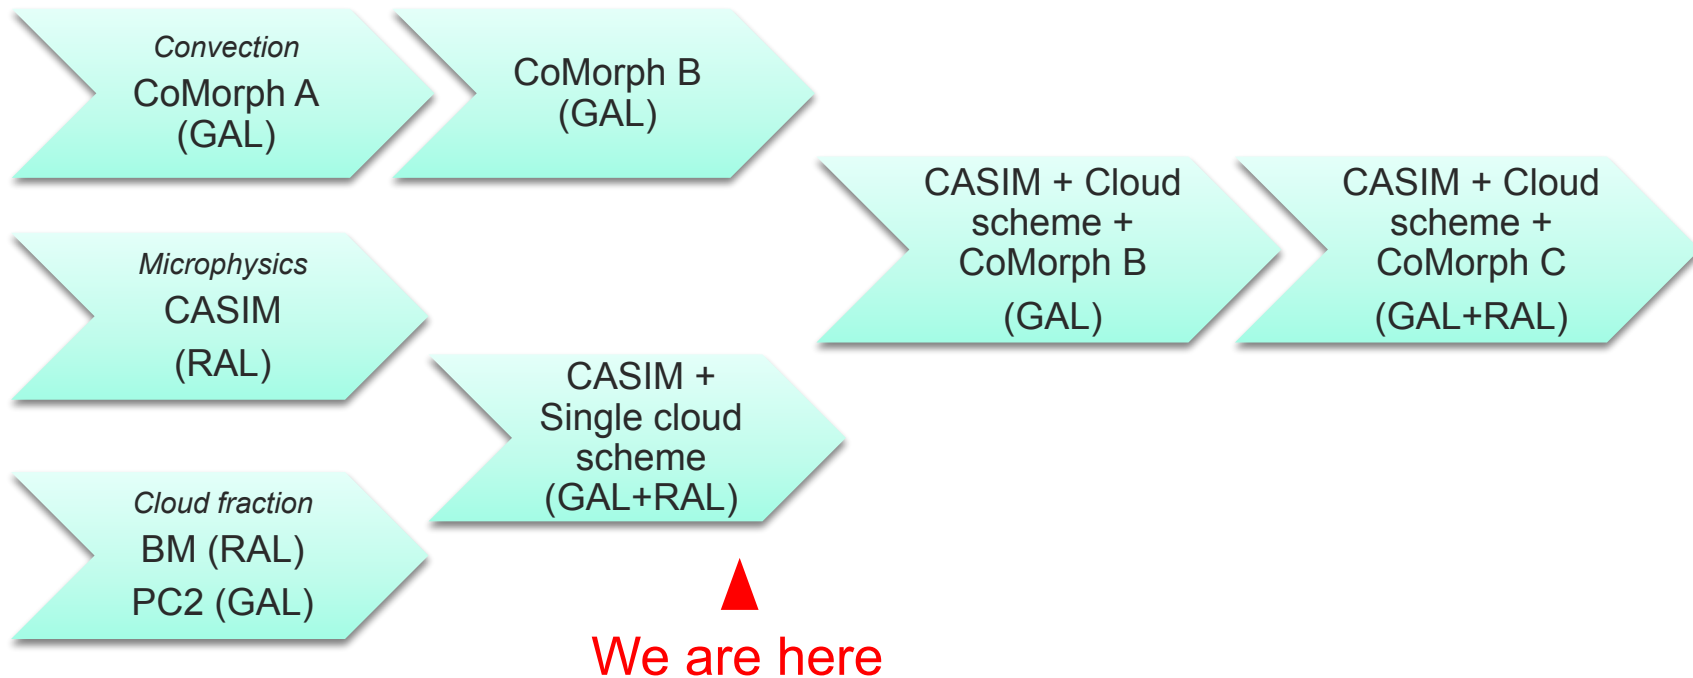 Convection
CoMorph A
(GAL)
CoMorph B
(GAL)
Microphysics
CASIM
(RAL)
Cloud fraction
BM (RAL)
PC2 (GAL)
CASIM +
Single cloud
scheme
(GAL+RAL)
CASIM + Cloud
scheme +
CoMorph B
(GAL)
CASIM + Cloud
scheme +
CoMorph C
(GAL+RAL)
We are here